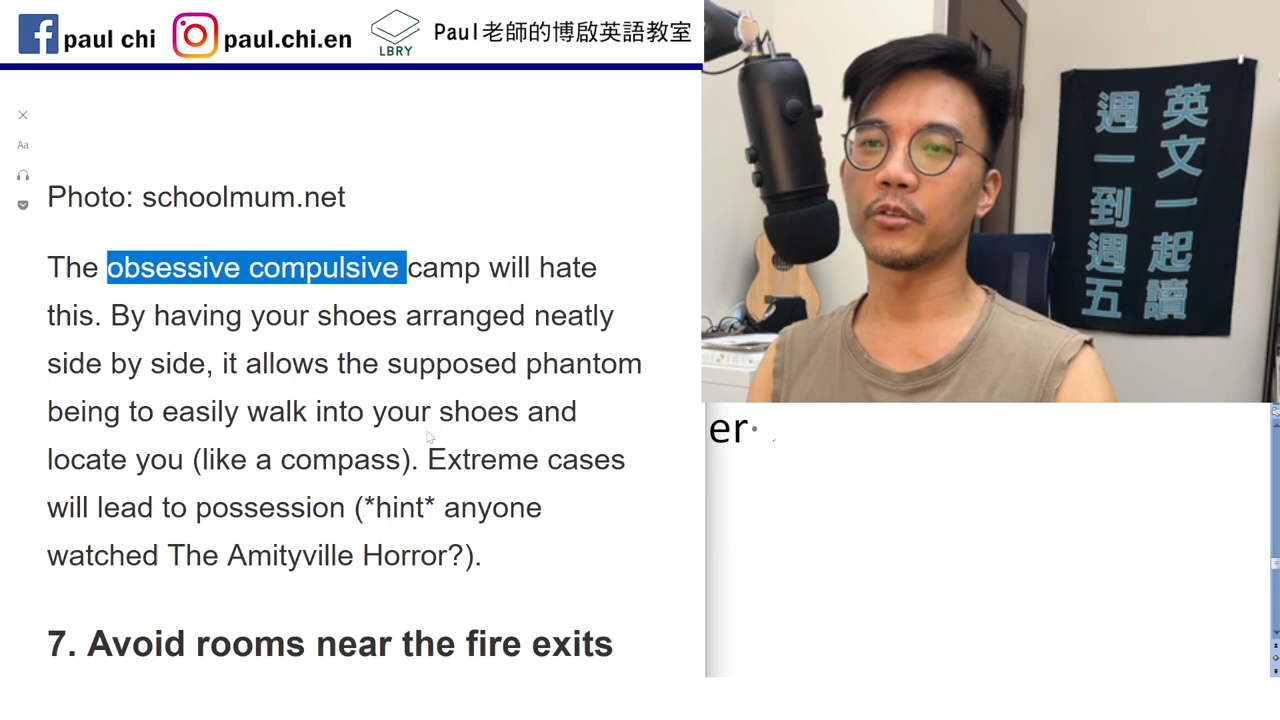 paul chi
paul.chi.en
LBRY
Paul老師的博啟英語教室
Aa
Photo: schoolmum.net
The obsessive compulsive camp will hate
this. By having your shoes arranged neatly
side by side, it allows the supposed phantom
being to easily walk into your shoes and
locate you (like a compass). Extreme cases
will lead to possession (*hint* anyone
watched The Amityville Horror?).
7. Avoid rooms near the fire exits
英文一起讀
週一到週五
er